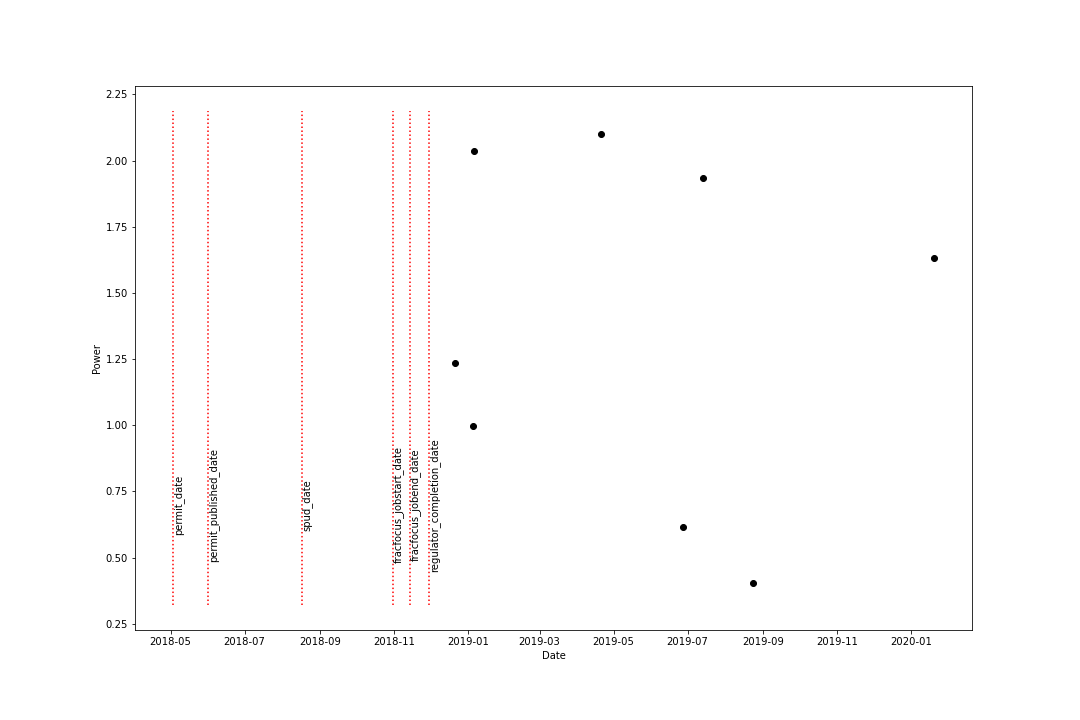 2.25
2.00
1.75
1.50
1.25
1.00
0.75
0.50
0.25
Power
permit_date
permit_published_date
spud_date
fracfocus_jobstart_date
fracfocus_jobend_date
regulator_completion_date
2018-05 2018-07 2018-09 2018-11 2019-01 2019-03 2019-05 2019-07 2019-09 2019-11 2020-01
Date